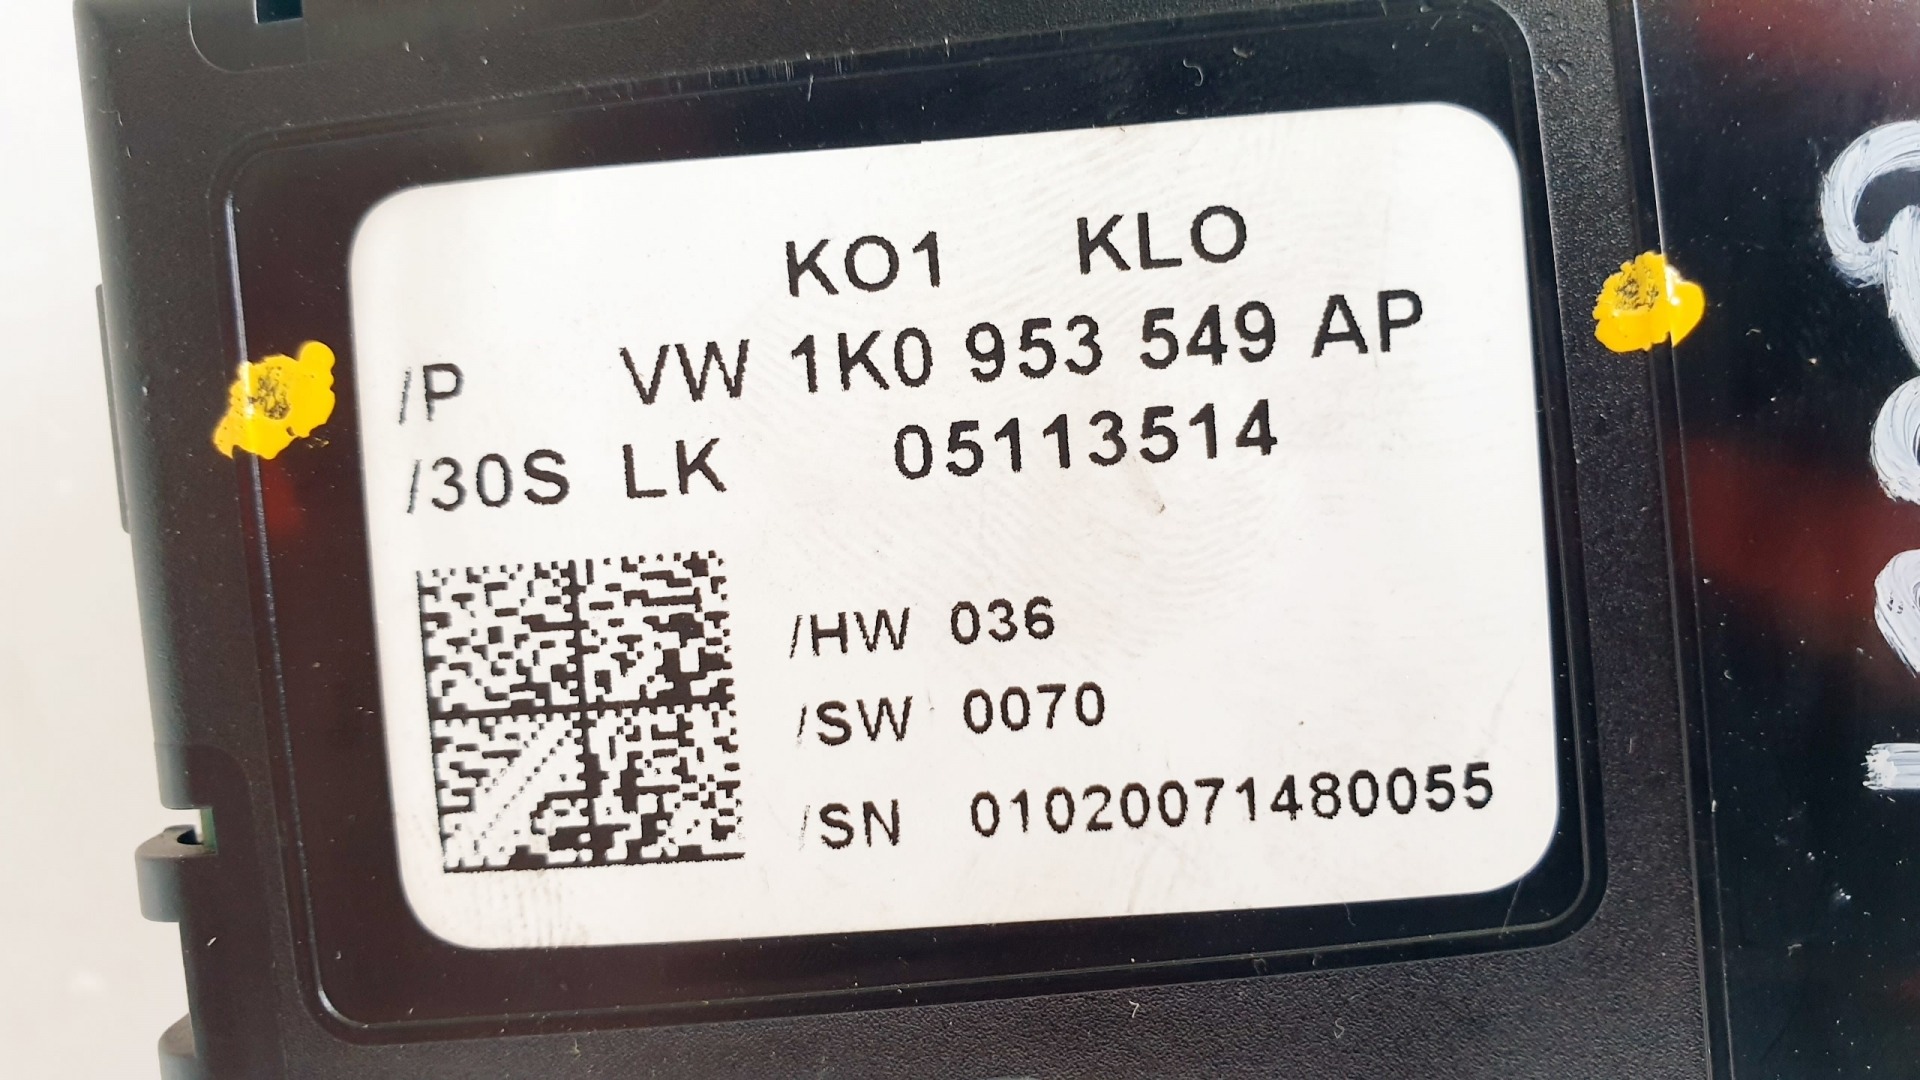 KO1 KLO
/P VW 1K0 953 549 AP
/30S LK 05113514
/HW 036
/SW 0070
/SN 01020071480055